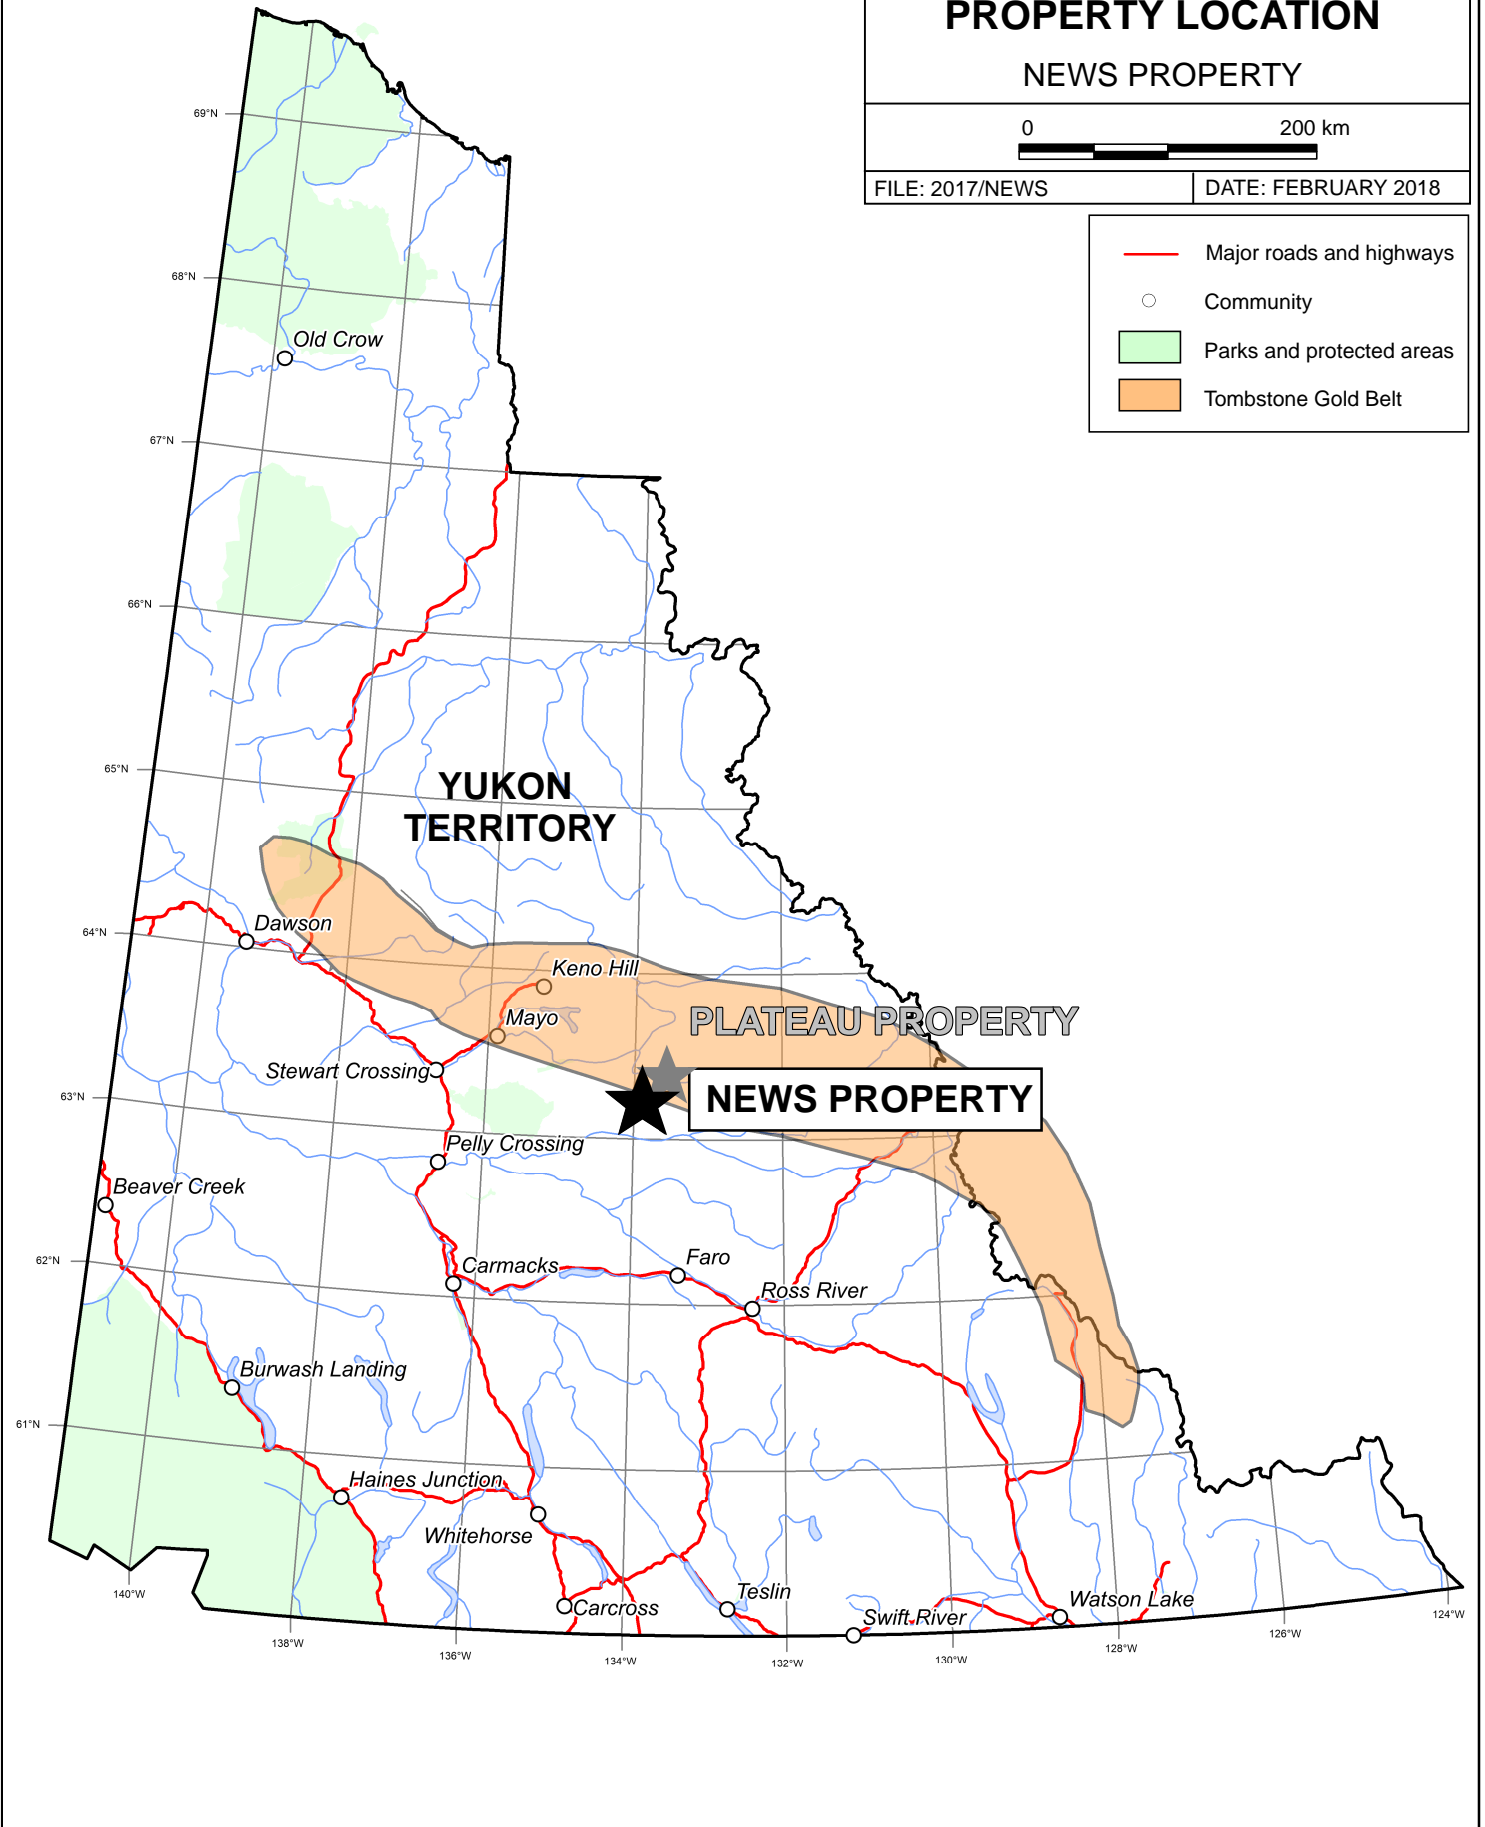 PROPERTY LOCATION
NEWS PROPERTY
0 200 km
FILE: 2017/NEWS DATE: FEBRUARY 2018
Major roads and highways
Community
Parks and protected areas
Tombstone Gold Belt
69°N
68°N
Old Crow
67°N
66°N
65°N
YUKON
TERRITORY
64°N
Dawson
Keno Hill
Mayo
PLATEAU PROPERTY
Stewart Crossing
63°N
NEWS PROPERTY
Pelly Crossing
Beaver Creek
62°N
Carmacks
Faro
Ross River
Burwash Landing
61°N
Haines Junction
Whitehorse
Carcross
Teslin
Swift River
Watson Lake
140°W
138°W
136°W
134°W
132°W
130°W
128°W
126°W
124°W